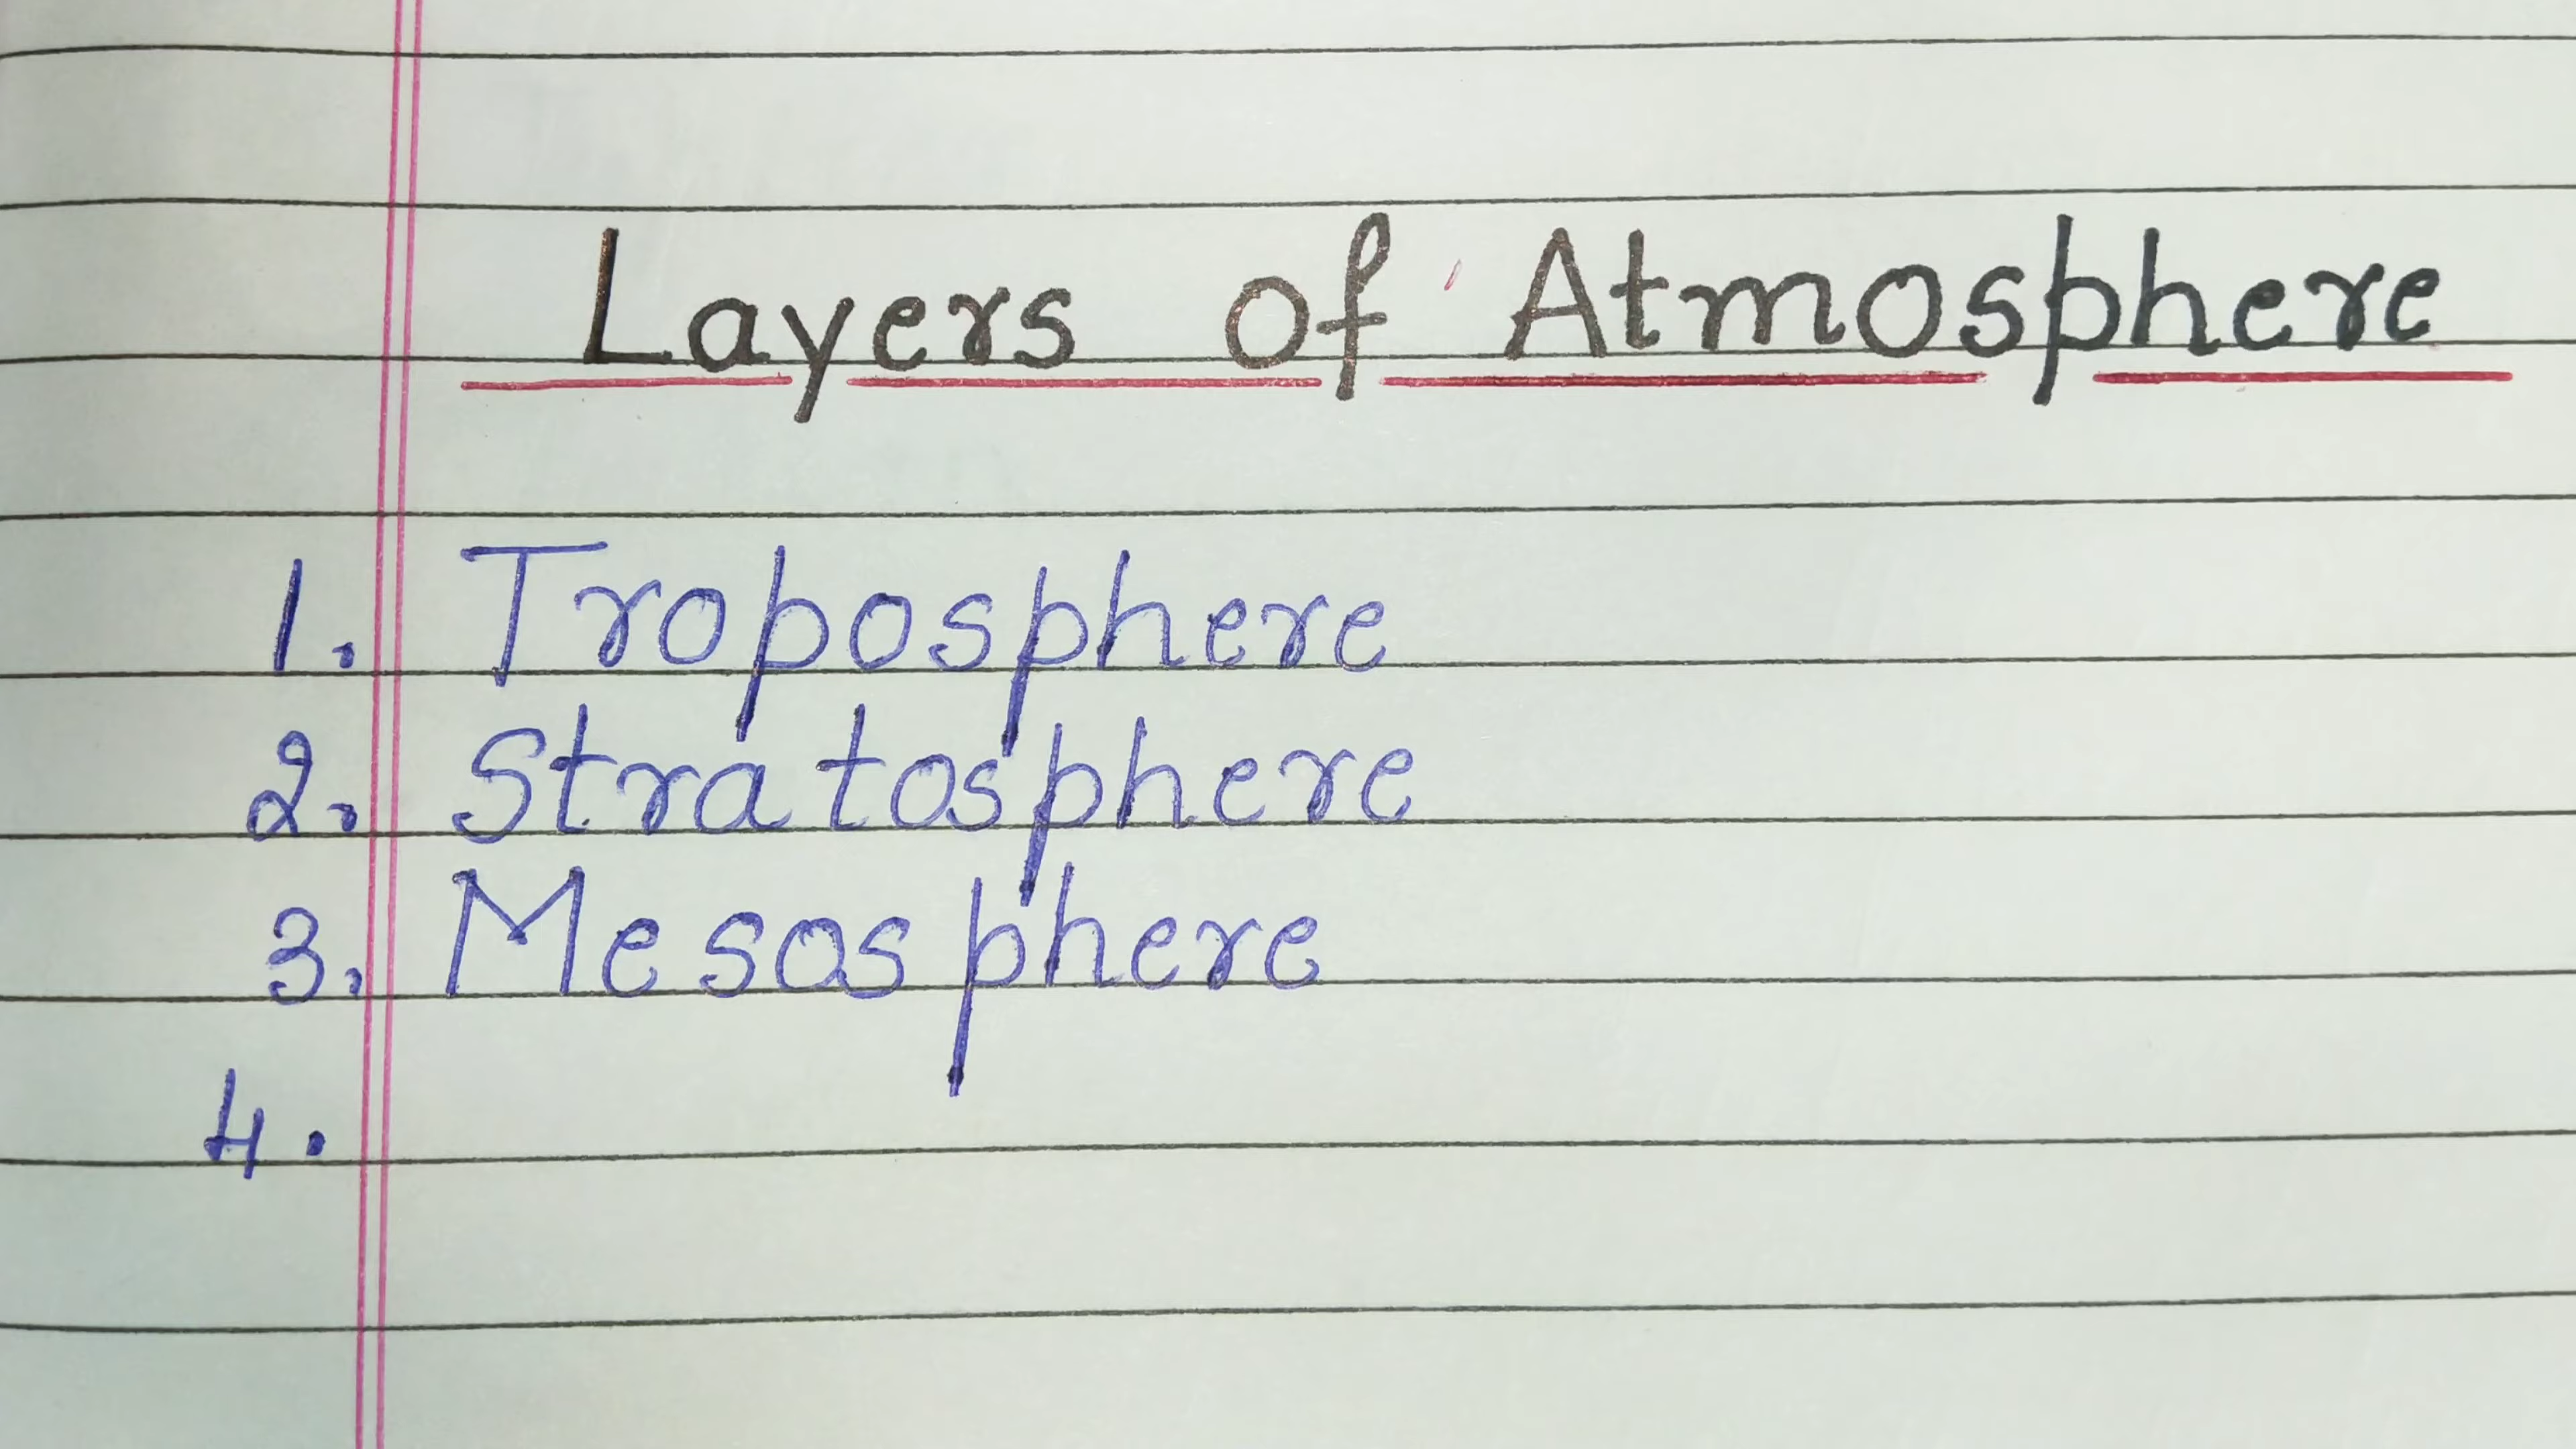 Layers of Atmosphere
1. Troposphere
2. Stratosphere
3. Mesosphere
4.